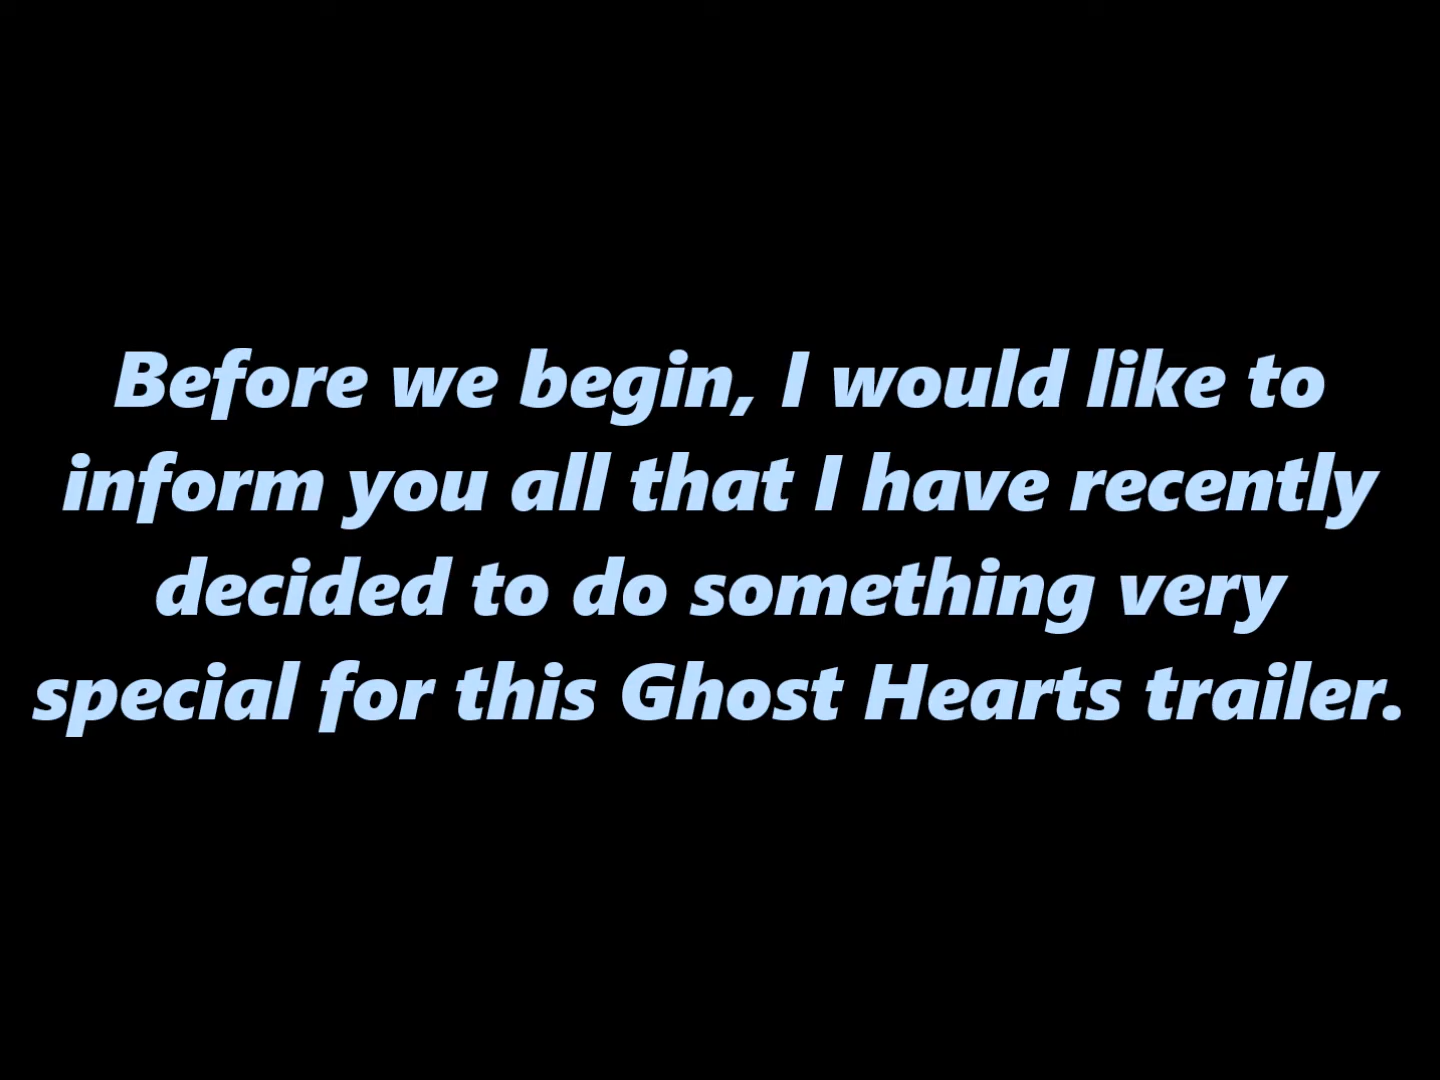 Before we begin, I would like to
inform you all that I have recently
decided to do something very
special for this Ghost Hearts trailer.